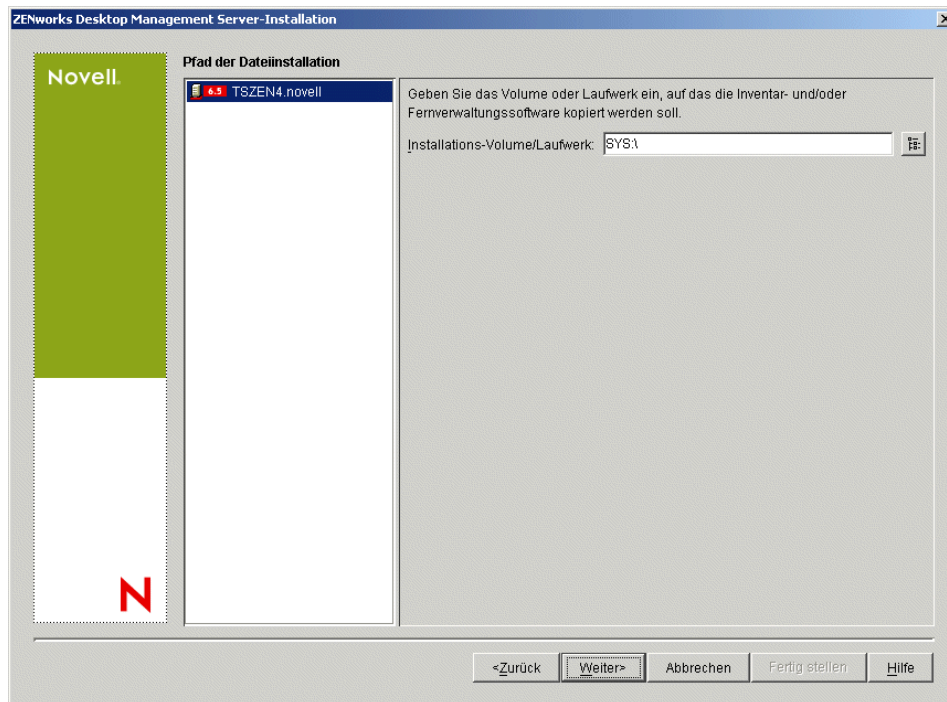 ZENworks Desktop Management Server-Installation
Novell.
Pfad der Dateiinstallation
6.5 TSZEN4.novell
Geben Sie das Volume oder Laufwerk ein, auf das die Inventar- und/oder
Fernverwaltungssoftware kopiert werden soll.
Installations-Volume/Laufwerk: SYS:\
N
<Zurück Weiter> Abbrechen Fertig stellen Hilfe